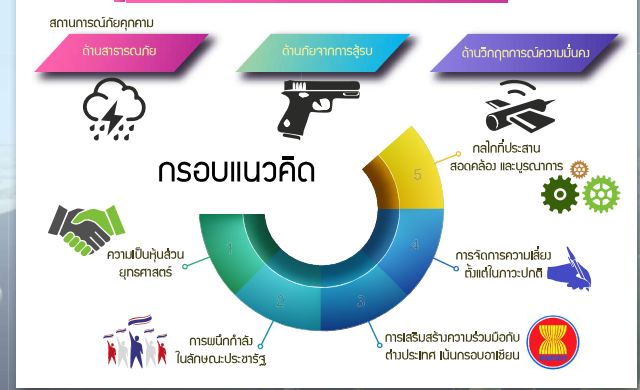 สถานการณ์ภัยคุกคาม
ด้านสาธารณภัย
ด้านภัยจากการสู้รบ
ด้านวิกฤตการณ์ความมั่นคง
กรอบแนวคิด
กลไกที่ประสาน
สอดคล้อง และบูรณาการ
5
4
3
2
1
ความเป็นหุ้นส่วน
ยุทธศาสตร์
การจัดการความเสี่ยง
ตั้งแต่ในภาวะปกติ
การผนึกกำลัง
ในลักษณะประชารัฐ
การเสริมสร้างความร่วมมือกับ
ต่างประเทศ เน้นกรอบอาเซียน